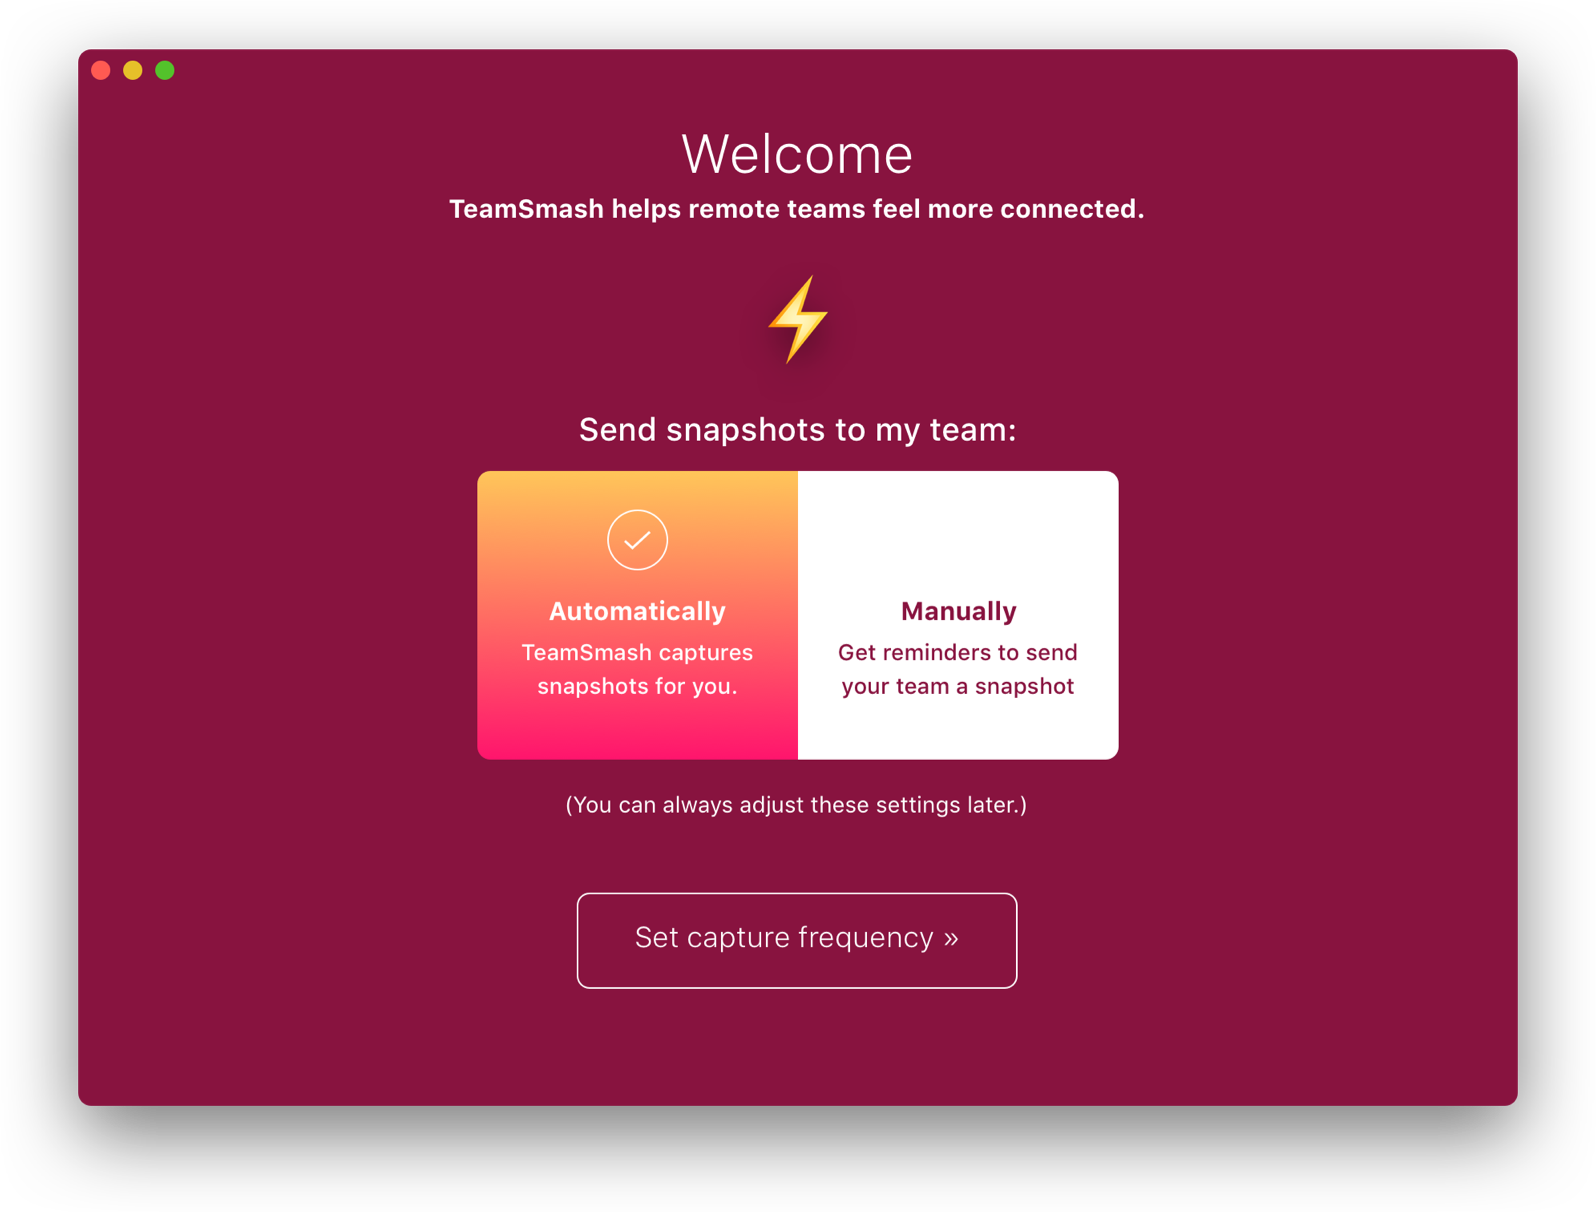 Welcome
TeamSmash helps remote teams feel more connected.
Send snapshots to my team:
Automatically
TeamSmash captures
snapshots for you.
Manually
Get reminders to send
your team a snapshot
(You can always adjust these settings later.)
Set capture frequency »